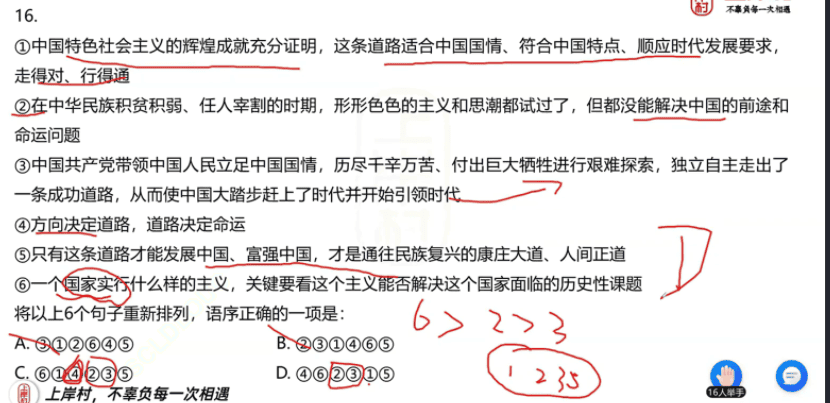 上岸村
不辜负每一次相遇
16.
①中国特色社会主义的辉煌成就充分证明，这条道路适合中国国情、符合中国特点、顺应时代发展要求，
走得对、行得通
②在中华民族积贫积弱、任人宰割的时期，形形色色的主义和思潮都试过了，但都没能解决中国的前途和
命运问题
③中国共产党带领中国人民立足中国国情，历尽千辛万苦、付出巨大牺牲进行艰难探索，独立自主走出了
一条成功道路，从而使中国大踏步赶上了时代并开始引领时代
④方向决定道路，道路决定命运
⑤只有这条道路才能发展中国、富强中国，才是通往民族复兴的康庄大道、人间正道
⑥一个国家实行什么样的主义，关键要看这个主义能否解决这个国家面临的历史性课题
将以上6个句子重新排列，语序正确的一项是：
6 > 2 > 3
A. ③①②⑥④⑤ B. ②③①④⑥⑤
C. ⑥①④②③⑤ D. ④⑥②③①⑤
1 2 3 5
D
上岸村，不辜负每一次相遇
16人举手